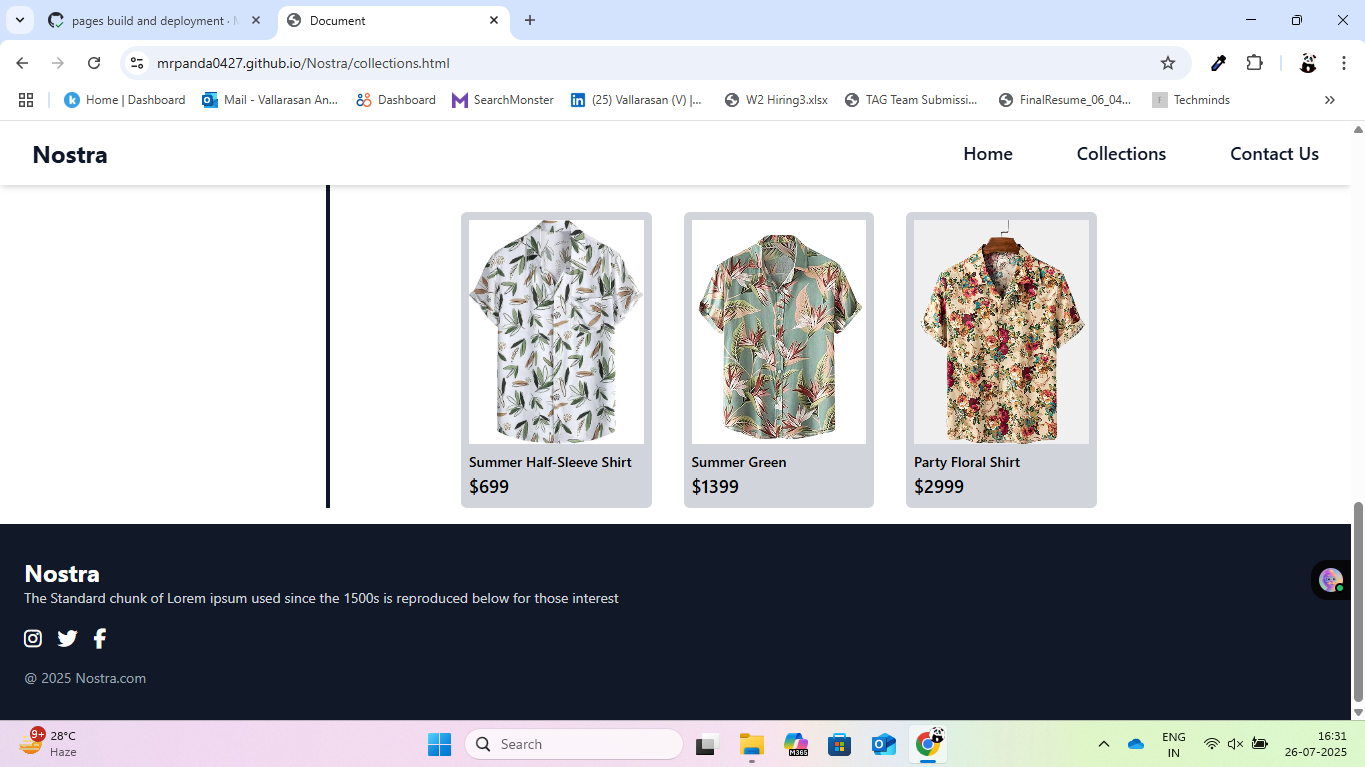 pages build and deployment · M
Document
mrpanda0427.github.io/Nostra/collections.html
Home | Dashboard
Mail - Vallarasan An...
Dashboard
SearchMonster
(25) Vallarasan (V) |...
W2 Hiring3.xlsx
TAG Team Submissi...
FinalResume_06_04...
Techminds
Nostra
Home
Collections
Contact Us
Summer Half-Sleeve Shirt
$699
Summer Green
$1399
Party Floral Shirt
$2999
Nostra
The Standard chunk of Lorem ipsum used since the 1500s is reproduced below for those interest
@ 2025 Nostra.com
9+
28°C
Haze
Search
M365
ENG
IN
16:31
26-07-2025